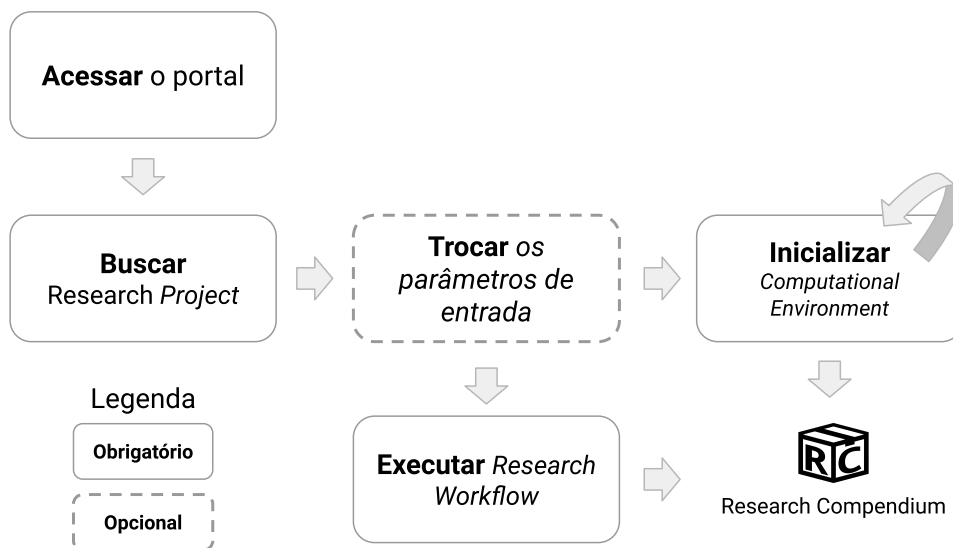 Acessar o portal
Buscar
Research Project
Trocar os
parâmetros de
entrada
Inicializar
Computational
Environment
Legenda
Obrigatório
Opcional
Executar Research
Workflow
RC
Research Compendium